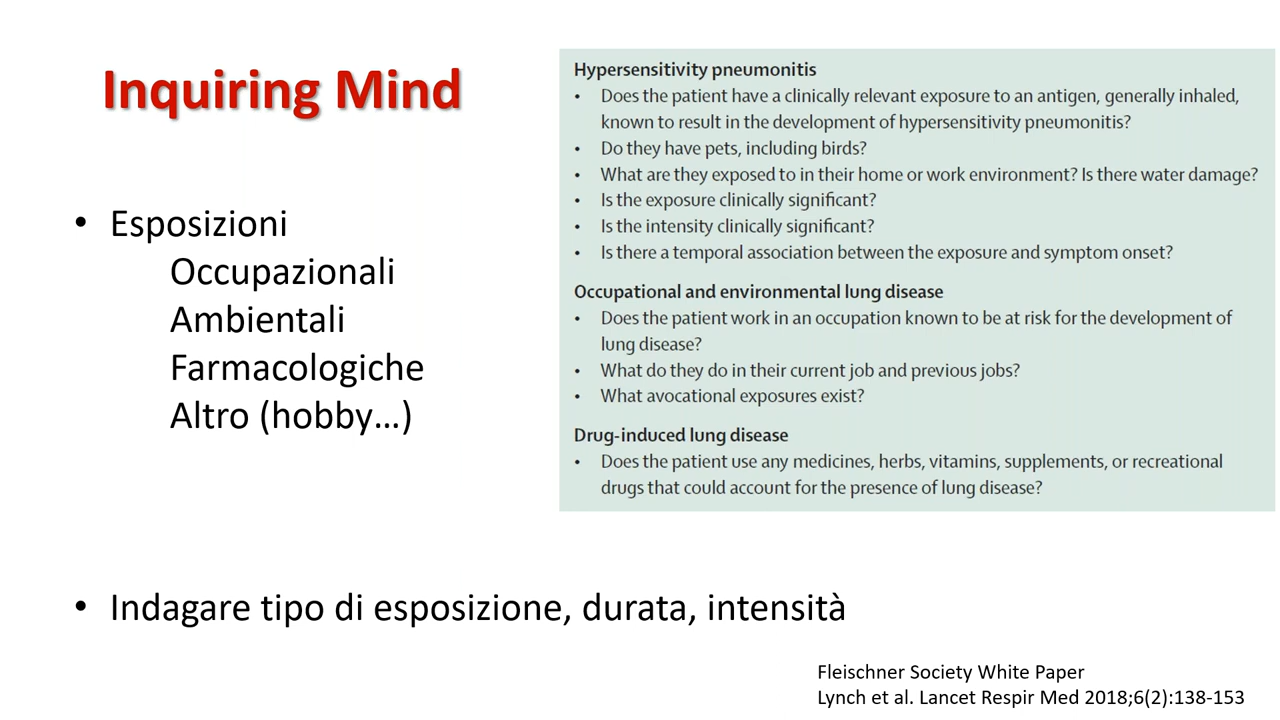 Inquiring Mind
• Esposizioni
Occupazionali
Ambientali
Farmacologiche
Altro (hobby…)
Hypersensitivity pneumonitis
• Does the patient have a clinically relevant exposure to an antigen, generally inhaled,
known to result in the development of hypersensitivity pneumonitis?
• Do they have pets, including birds?
• What are they exposed to in their home or work environment? Is there water damage?
• Is the exposure clinically significant?
• Is the intensity clinically significant?
• Is there a temporal association between the exposure and symptom onset?
Occupational and environmental lung disease
• Does the patient work in an occupation known to be at risk for the development of
lung disease?
• What do they do in their current job and previous jobs?
• What avocational exposures exist?
Drug-induced lung disease
• Does the patient use any medicines, herbs, vitamins, supplements, or recreational
drugs that could account for the presence of lung disease?
• Indagare tipo di esposizione, durata, intensità
Fleischner Society White Paper
Lynch et al. Lancet Respir Med 2018;6(2):138-153